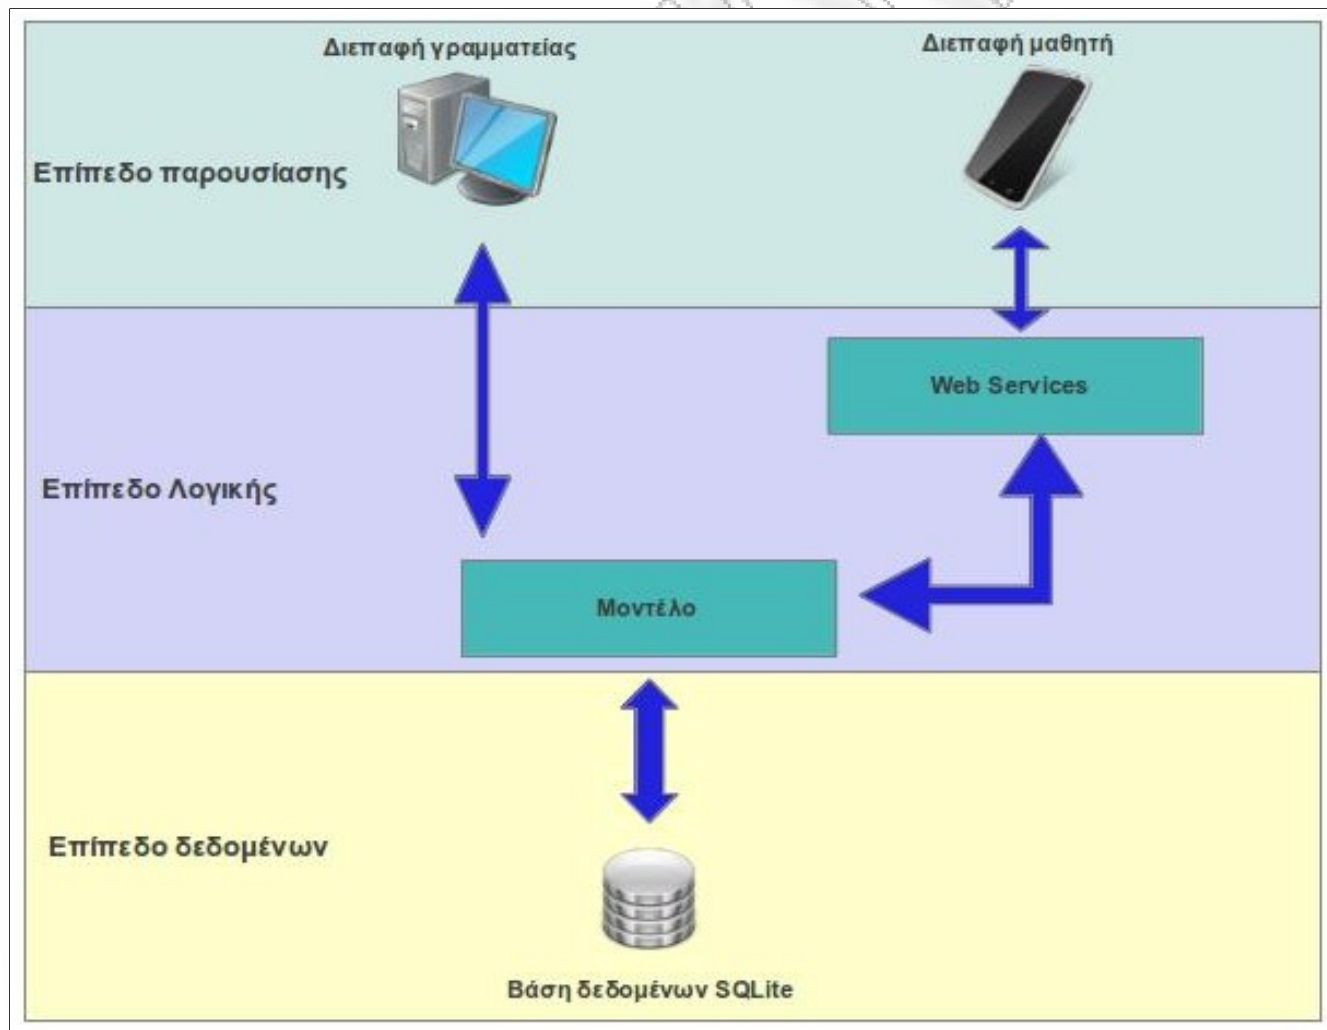 Διεπαφή γραμματείας
Διεπαφή μαθητή
Επίπεδο παρουσίασης
Web Services
Επίπεδο Λογικής
Μοντέλο
Επίπεδο δεδομένων
Βάση δεδομένων SQLite